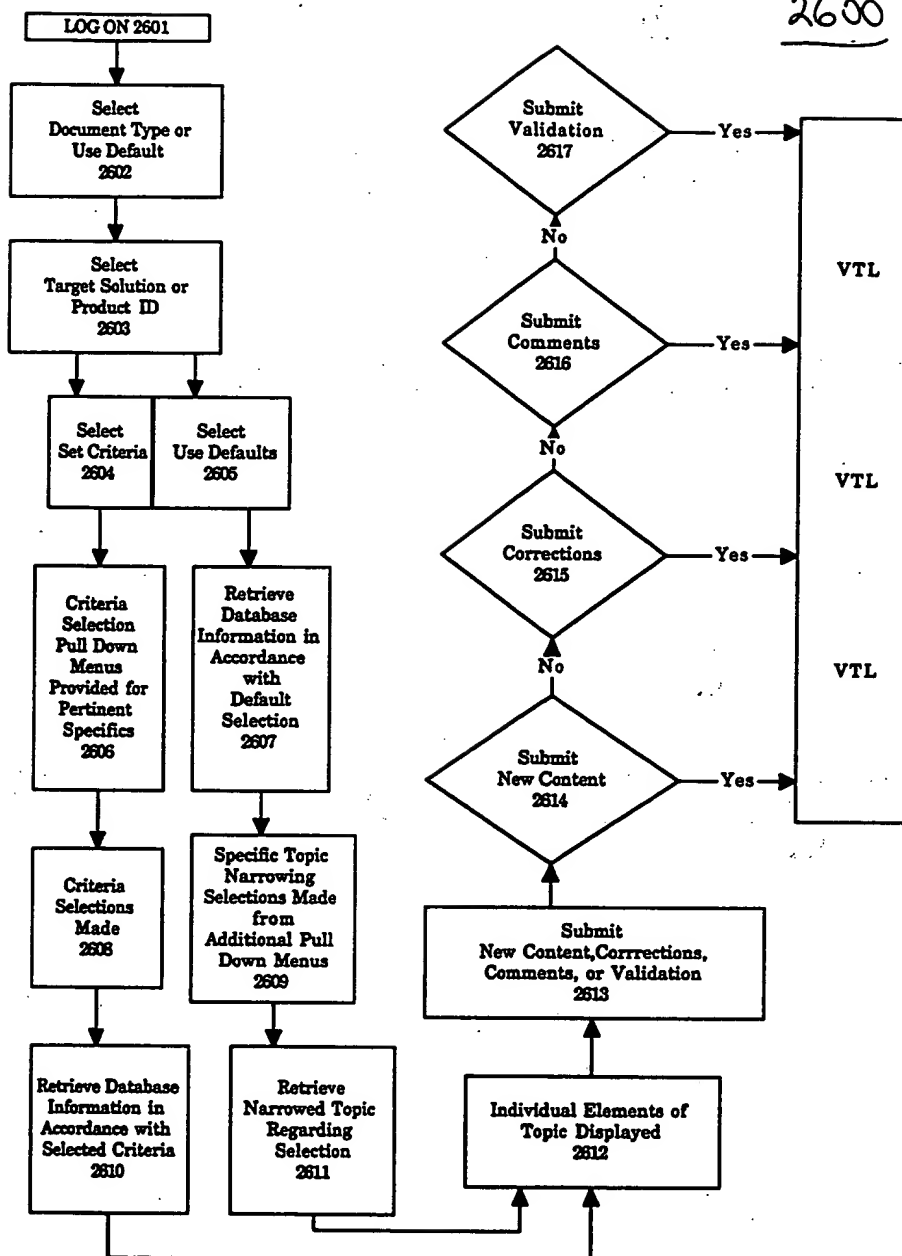 2600
LOG ON 2601
Select
Document Type or
Use Default
2602
Select
Target Solution or
Product ID
2603
Select
Set Criteria
2604
Select
Use Defaults
2605
Criteria
Selection
Pull Down
Menus
Provided for
Pertinent
Specifics
2606
Retrieve
Database
Information in
Accordance
with
Default
Selection
2607
Criteria
Selections
Made
2608
Specific Topic
Narrowing
Selections Made
from
Additional Pull
Down Menus
2609
Retrieve Database
Information in
Accordance with
Selected Criteria
2610
Retrieve
Narrowed Topic
Regarding
Selection
2611
Individual Elements of
Topic Displayed
2612
Submit
New Content,Corrrections,
Comments, or Validation
2613
Submit
New Content
2614
Yes
No
Submit
Corrections
2615
Yes
No
Submit
Comments
2616
Yes
No
Submit
Validation
2617
Yes
VTL
VTL
VTL